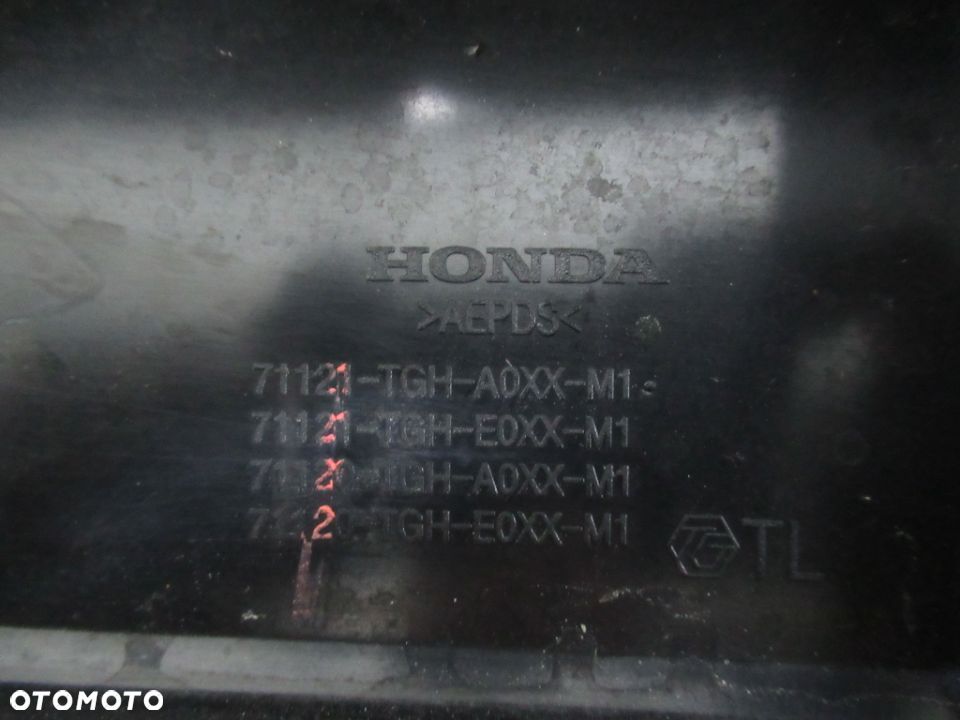 HONDA
>AEPDS<
71121-TGH-A0XX-M1
71121-TGH-E0XX-M1
71120-TGH-A0XX-M1
71120-TGH-E0XX-M1
TG TL
OTOMOTO